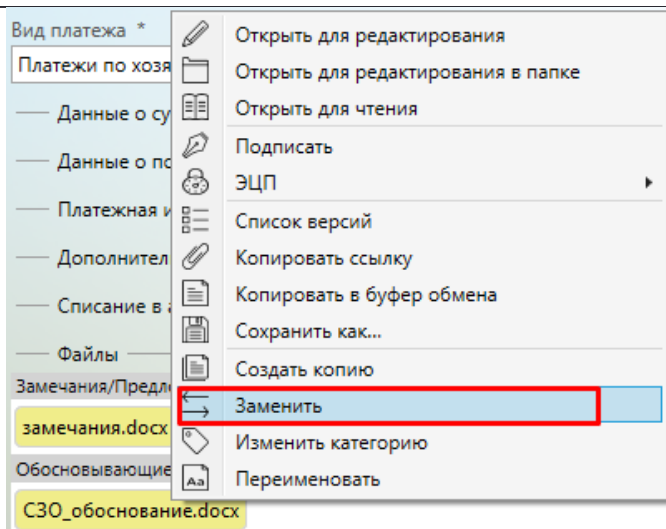 Вид платежа *
Платежи по хозя
Данные о су
Данные о по
Платежная и
Дополнител
Списание в а
Файлы
Замечания/Предл
замечания.docx
Обосновывающие
СЗО_обоснование.docx
Открыть для редактирования
Открыть для редактирования в папке
Открыть для чтения
Подписать
ЭЦП
Список версий
Копировать ссылку
Копировать в буфер обмена
Сохранить как...
Создать копию
Заменить
Изменить категорию
Aa Переименовать